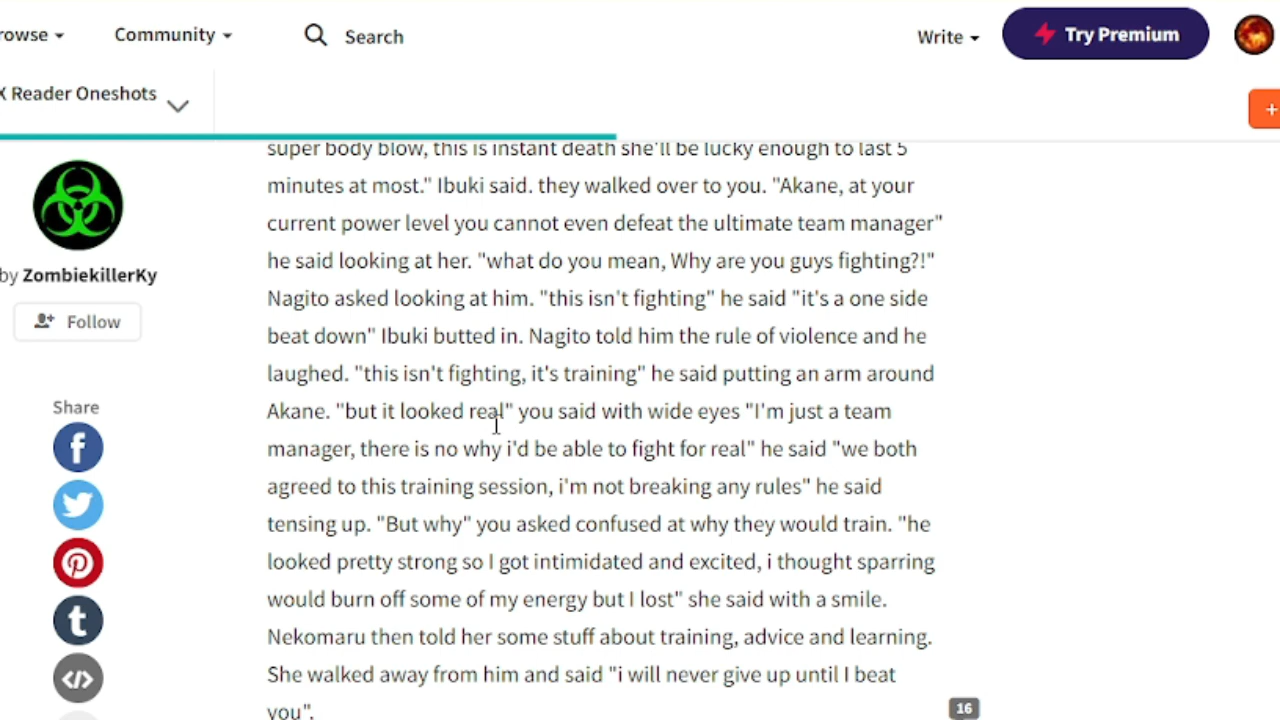 rowse
Community
Search
Write
Try Premium
X Reader Oneshots
+
by ZombiekillerKy
Follow
Share
f
t
</>
super body blow, this is instant death she'll be lucky enough to last 5
minutes at most." Ibuki said. they walked over to you. "Akane, at your
current power level you cannot even defeat the ultimate team manager"
he said looking at her. "what do you mean, Why are you guys fighting?!"
Nagito asked looking at him. "this isn't fighting" he said "it's a one side
beat down" Ibuki butted in. Nagito told him the rule of violence and he
laughed. "this isn't fighting, it's training" he said putting an arm around
Akane. "but it looked real" you said with wide eyes "I'm just a team
manager, there is no why i'd be able to fight for real" he said "we both
agreed to this training session, i'm not breaking any rules" he said
tensing up. "But why" you asked confused at why they would train. "he
looked pretty strong so I got intimidated and excited, i thought sparring
would burn off some of my energy but I lost" she said with a smile.
Nekomaru then told her some stuff about training, advice and learning.
She walked away from him and said "i will never give up until I beat
you".
16